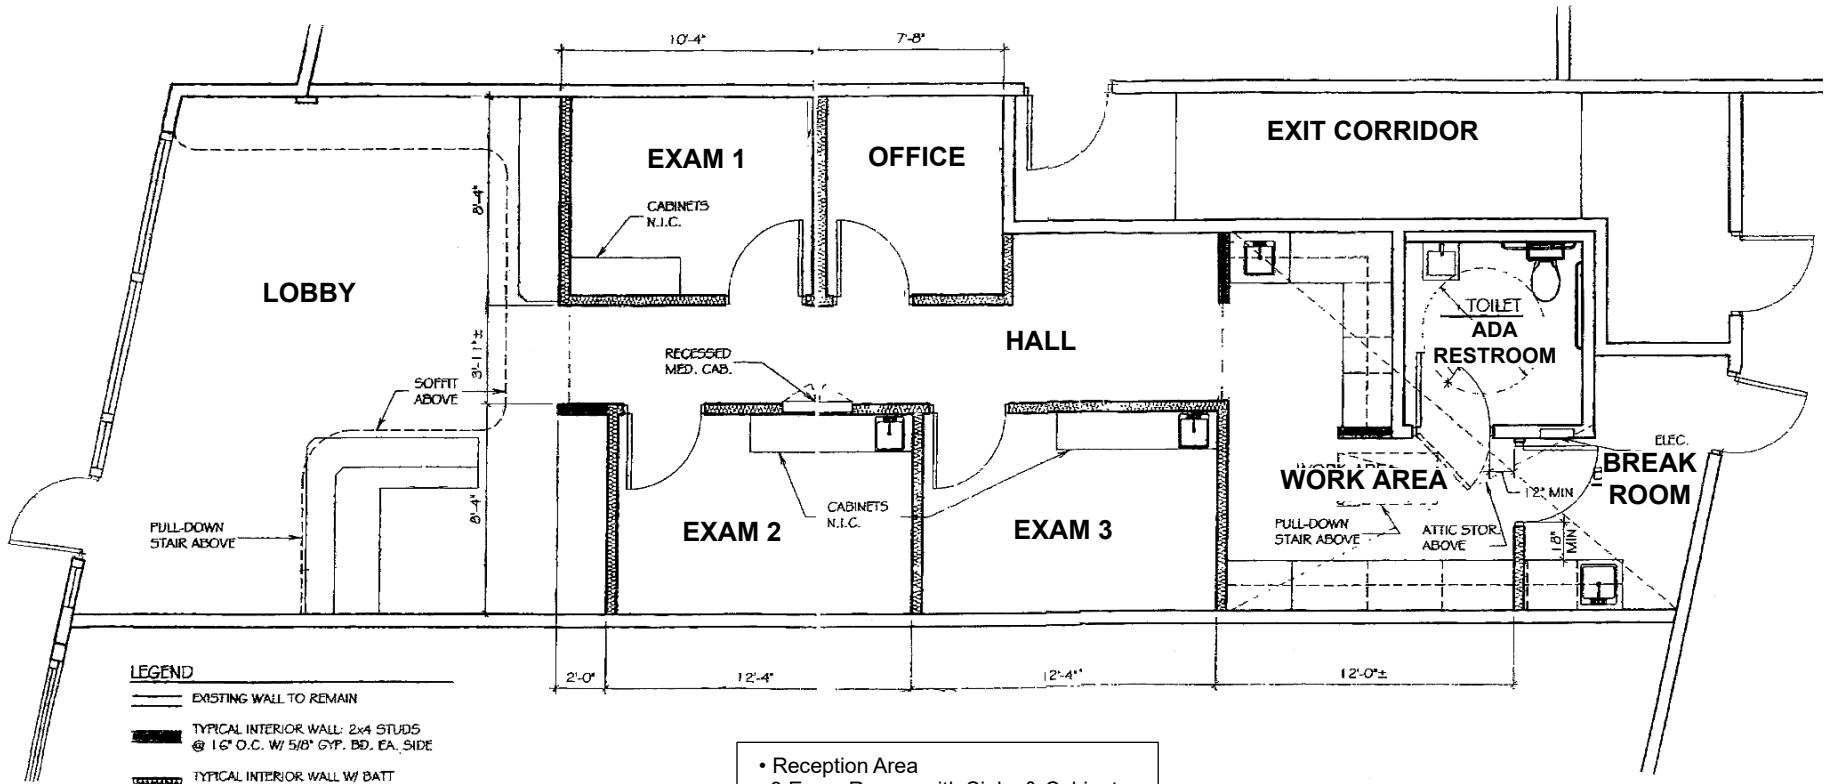 10'-4"
7'-8"
EXIT CORRIDOR
EXAM 1
OFFICE
CABINETS
N.I.C.
8'-4"
LOBBY
TOILET
ADA
RESTROOM
HALL
RECESSED
MED. CAB.
3'-11"±
SOFFIT
ABOVE
ELEC.
BREAK
ROOM
WORK AREA
12" MIN
CABINETS
N.I.C.
8'-4"
PULL-DOWN
STAIR ABOVE
EXAM 2
EXAM 3
PULL-DOWN
STAIR ABOVE
ATTIC STOR.
ABOVE
18"
MIN
LEGEND
2'-0"
12'-4"
12'-4"
12'-0"±
EXISTING WALL TO REMAIN
TYPICAL INTERIOR WALL: 2x4 STUDS
@ 16" O.C. W/ 5/8" GYP. BD. EA. SIDE
TYPICAL INTERIOR WALL W/ BATT
• Reception Area